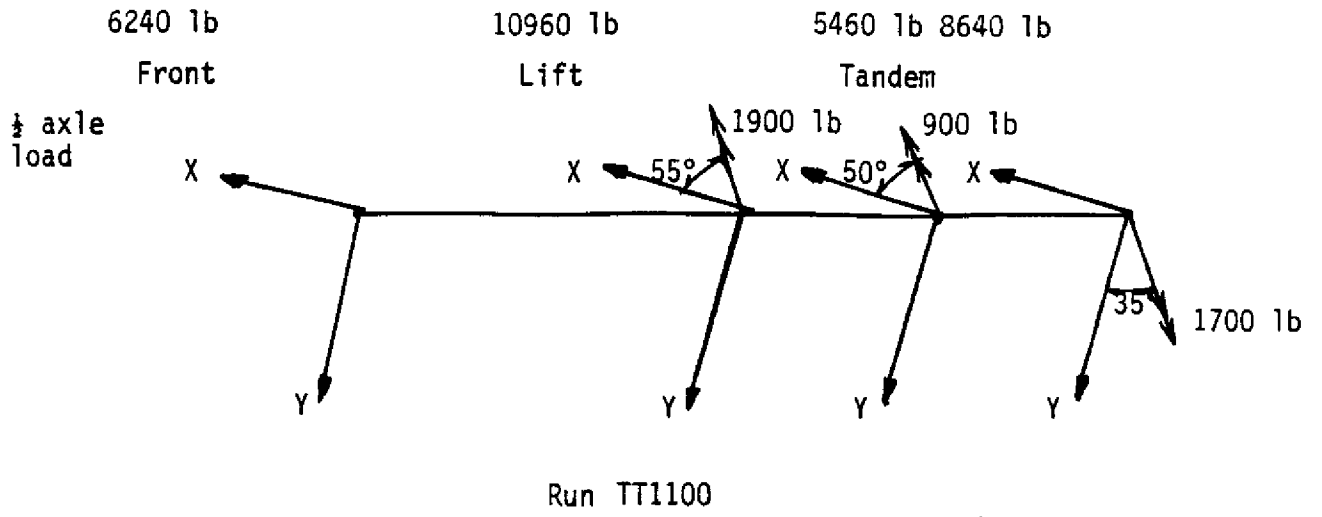 6240 lb 10960 lb 5460 lb 8640 lb
Front Lift Tandem
½ axle
load
1900 lb 900 lb
X X 55° X 50° X
35
1700 lb
Y Y Y Y
Run TT1100